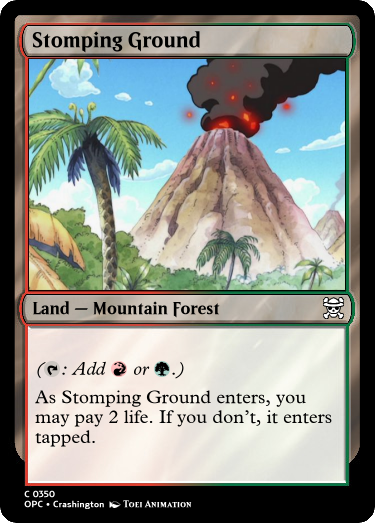 Stomping Ground
Land — Mountain Forest
(: Add or .)
As Stomping Ground enters, you
may pay 2 life. If you don't, it enters
tapped.
C 0350
OPC • Crashington TOEI ANIMATION